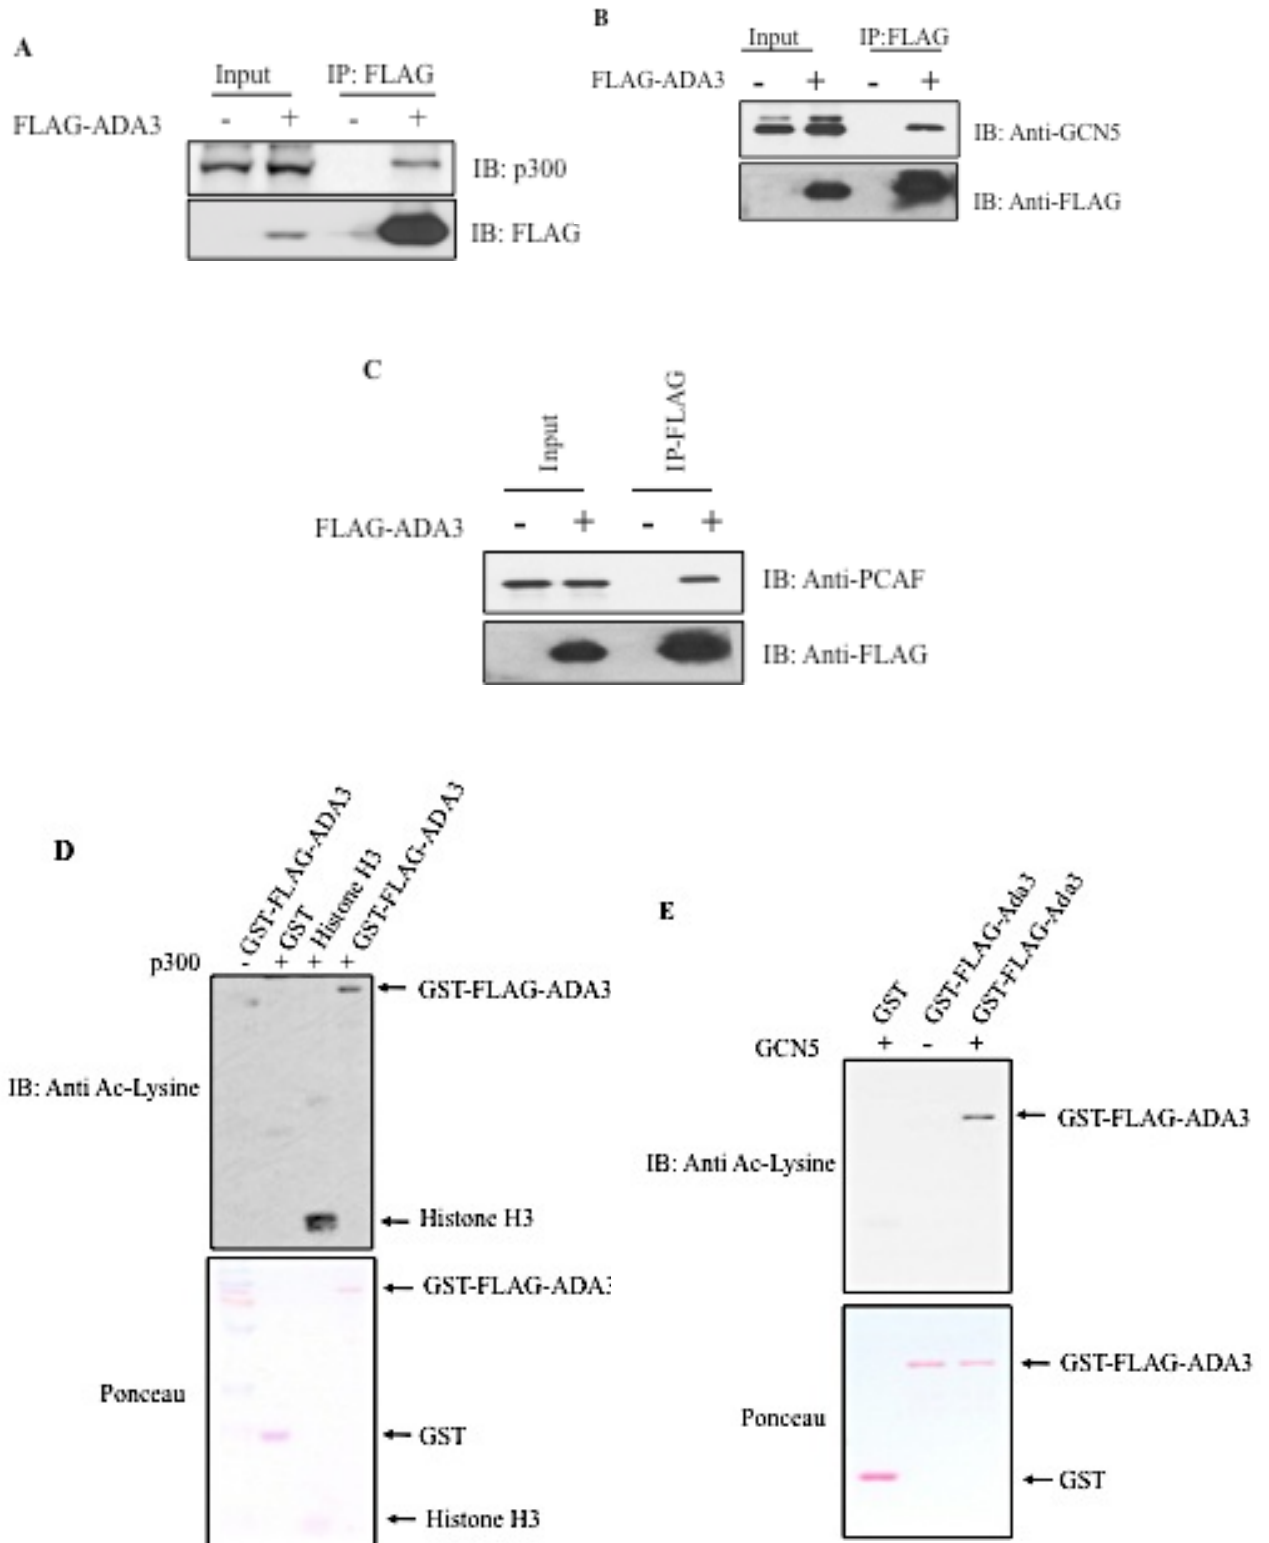 A
Input IP: FLAG
FLAG-ADA3 - + - +
IB: p300
IB: FLAG
B
Input IP:FLAG
FLAG-ADA3 - + - +
IB: Anti-GCN5
IB: Anti-FLAG
C
Input IP-FLAG
FLAG-ADA3 - + - +
IB: Anti-PCAF
IB: Anti-FLAG
D
GST-FLAG-ADA3 GST Histone H3 GST-FLAG-ADA3
p300 - + + +
GST-FLAG-ADA3
IB: Anti Ac-Lysine
Histone H3
GST-FLAG-ADA3
Ponceau
GST
Histone H3
E
GST GST-FLAG-Ada3 GST-FLAG-Ada3
GCN5 + - +
GST-FLAG-ADA3
IB: Anti Ac-Lysine
GST-FLAG-ADA3
Ponceau
GST